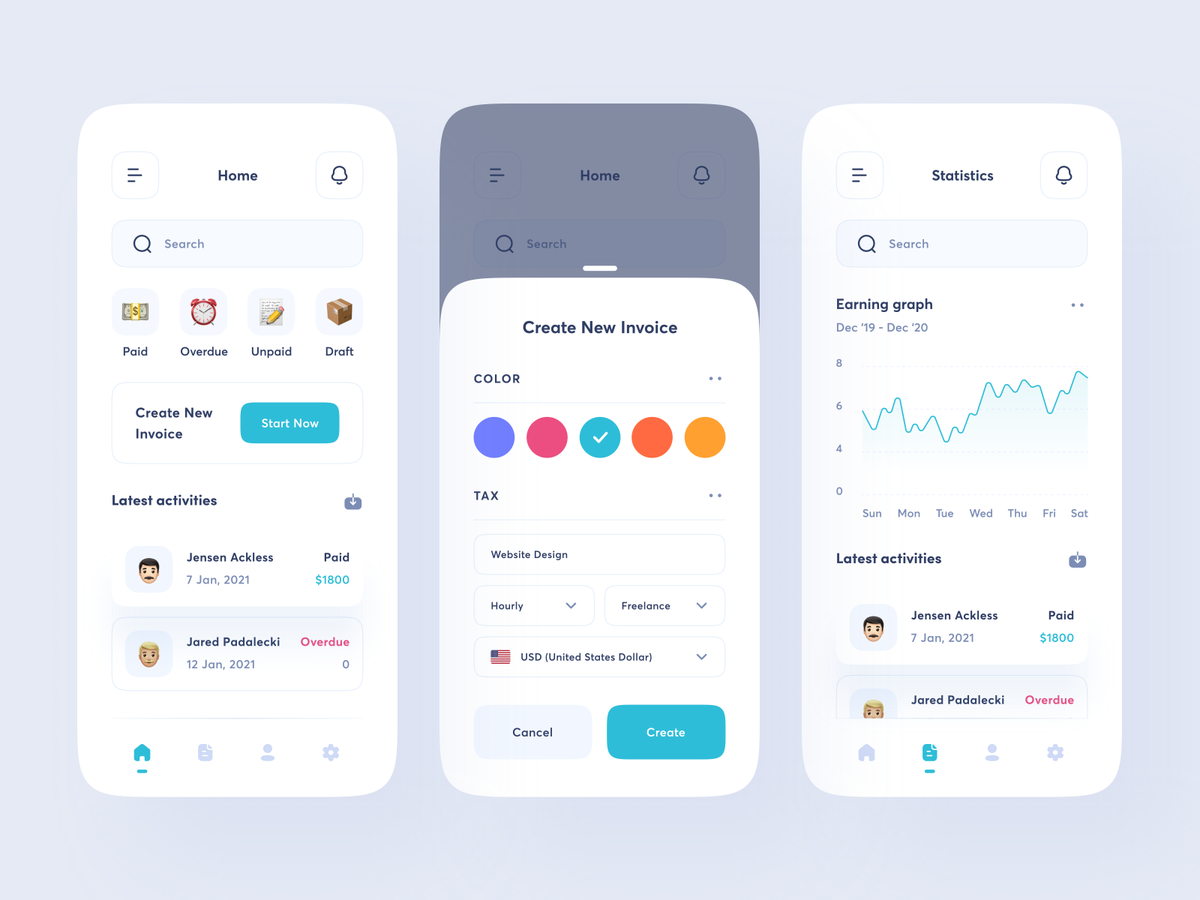 Home
Search
Paid
Overdue
Unpaid
Draft
Create New
Invoice
Start Now
Latest activities
Jensen Ackless
Paid
7 Jan, 2021
$1800
Jared Padalecki
Overdue
12 Jan, 2021
0
Home
Search
Create New Invoice
COLOR
TAX
Website Design
Hourly
Freelance
USD (United States Dollar)
Cancel
Create
Statistics
Search
Earning graph
Dec ‘19 - Dec ‘20
8
6
4
0
Sun Mon Tue Wed Thu Fri Sat
Latest activities
Jensen Ackless
Paid
7 Jan, 2021
$1800
Jared Padalecki
Overdue